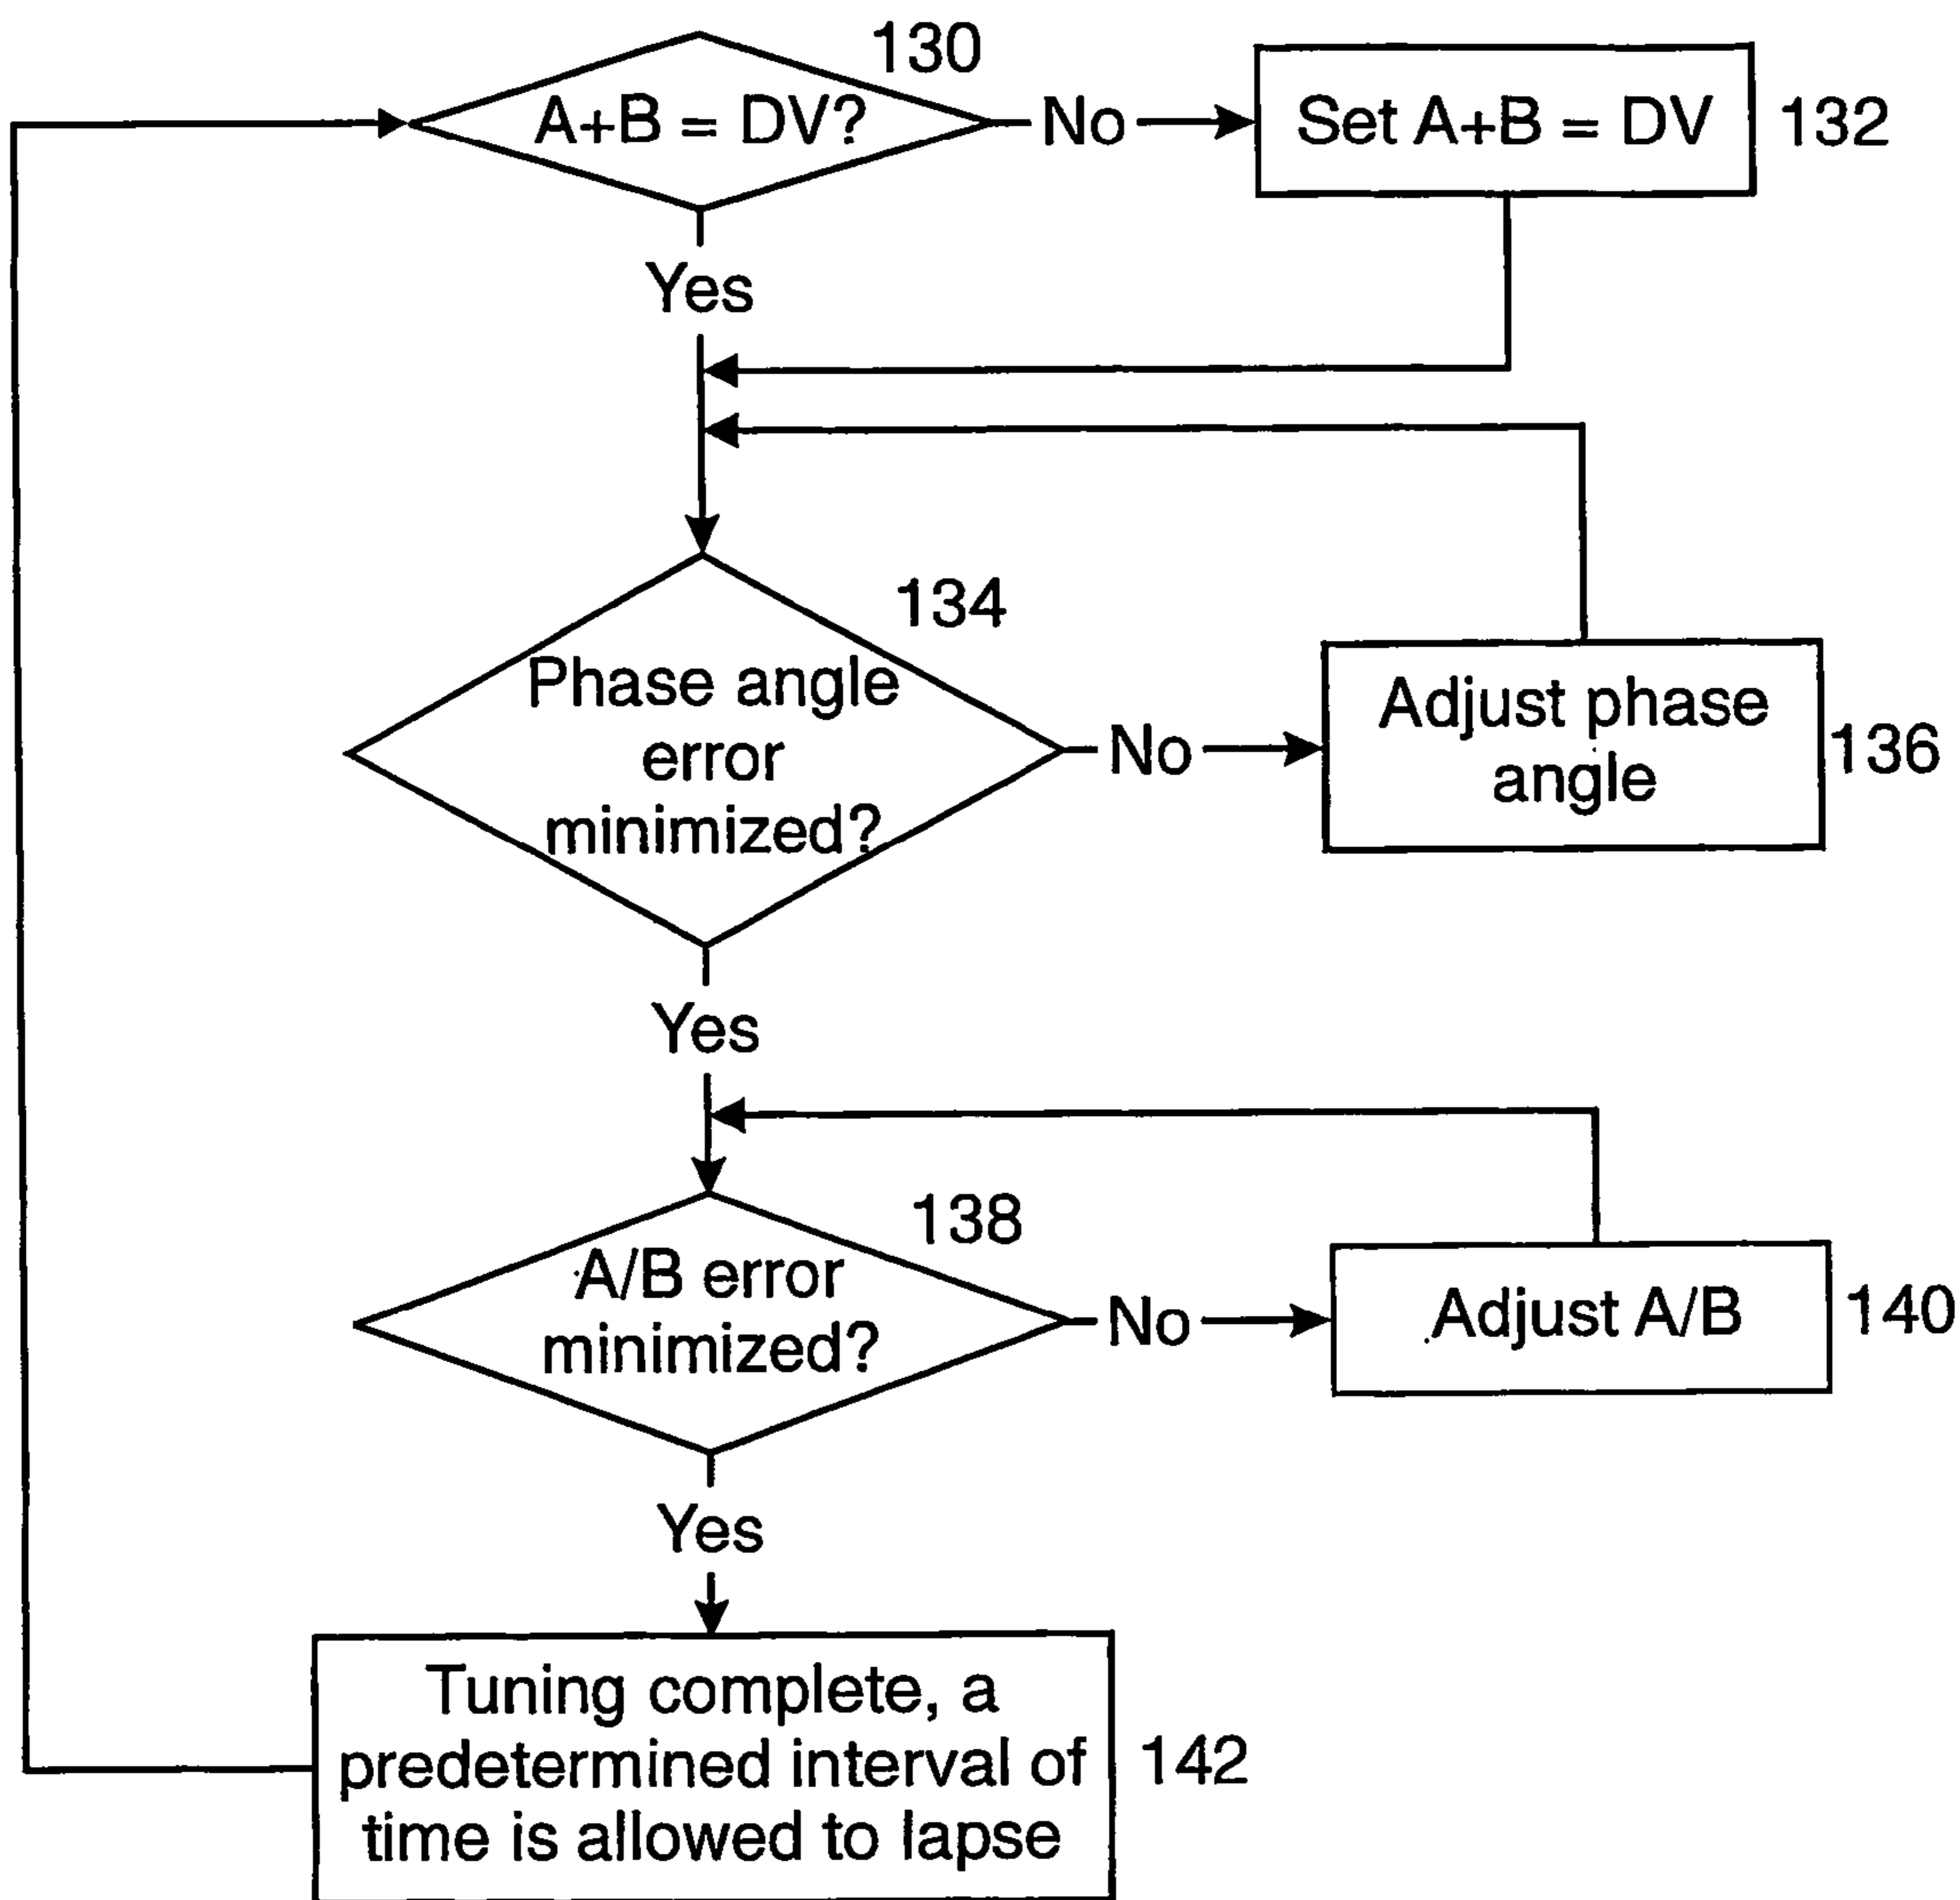 130
A+B = DV?
No
Set A+B = DV
132
Yes
134
Phase angle
error
minimized?
No
Adjust phase
angle
136
Yes
138
A/B error
minimized?
No
Adjust A/B
140
Yes
Tuning complete, a
predetermined interval of
time is allowed to lapse
142